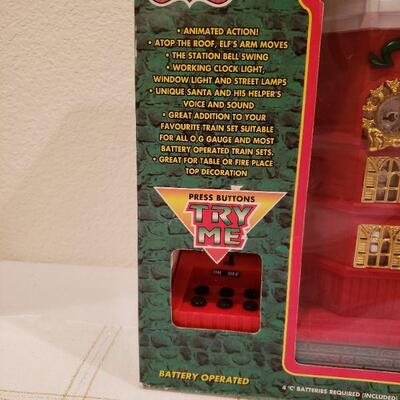 • ANIMATED ACTION!
• ATOP THE ROOF, ELF'S ARM MOVES
• THE STATION BELL SWING
• WORKING CLOCK LIGHT,
WINDOW LIGHT AND STREET LAMPS
• UNIQUE SANTA AND HIS HELPER'S
VOICE AND SOUND
• GREAT ADDITION TO YOUR
FAVOURITE TRAIN SET SUITABLE
FOR ALL O,G GAUGE AND MOST
BATTERY OPERATED TRAIN SETS.
• GREAT FOR TABLE OR FIRE PLACE
TOP DECORATION
PRESS BUTTONS
TRY
ME
ON OFF
BATTERY OPERATED
4 'C' BATTERIES REQUIRED (INCLUDED)